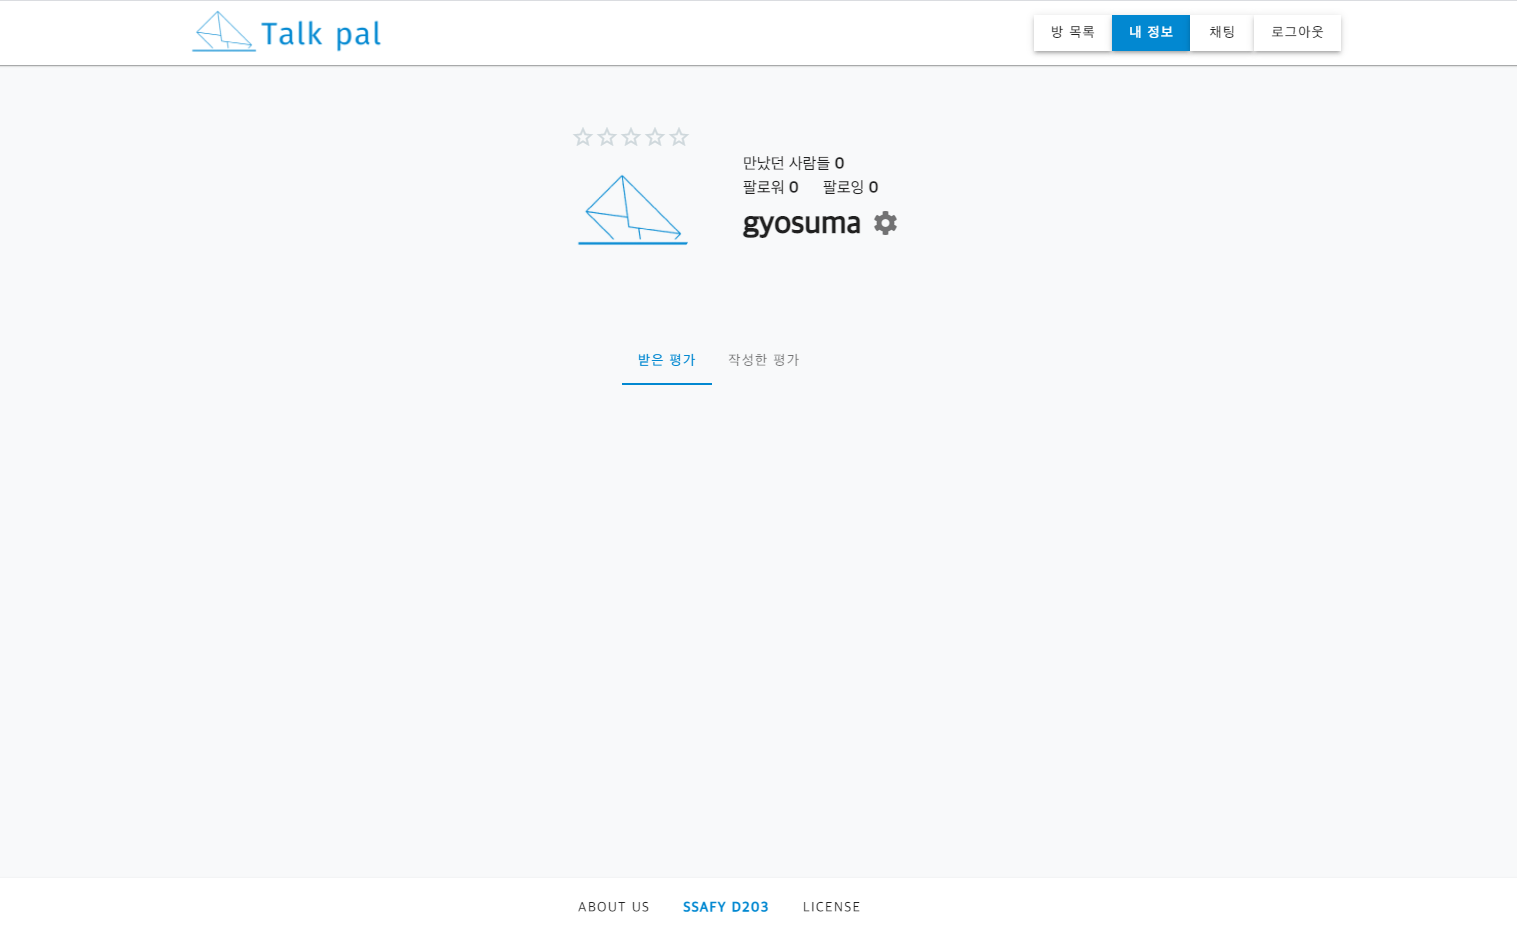 Talk pal
방 목록 내 정보 채팅 로그아웃
만났던 사람들 0
팔로워 0 팔로잉 0
gyosuma
받은 평가 작성한 평가
ABOUT US SSAFY D203 LICENSE